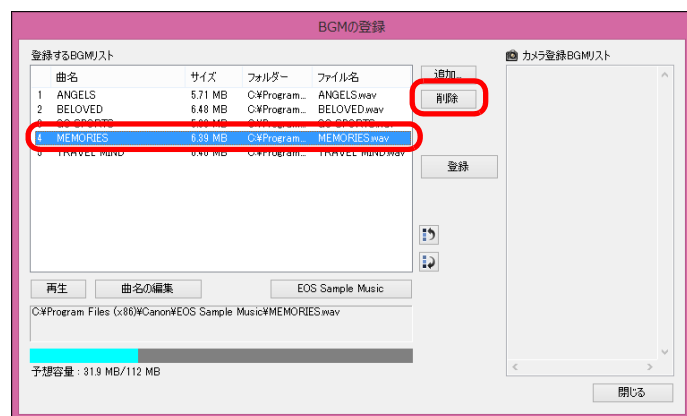 BGMの登録
登録するBGMリスト
曲名 サイズ フォルダー ファイル名
1 ANGELS 5.71 MB C:¥Program... ANGELS.wav
2 BELOVED 6.48 MB C:¥Program... BELOVED.wav
4 MEMORIES 6.39 MB C:¥Program... MEMORIES.wav
5 TRAVEL MIND C:¥Program... TRAVEL MIND.wav
追加...
削除
登録
再生 曲名の編集 EOS Sample Music
C:¥Program Files (x86)¥Canon¥EOS Sample Music¥MEMORIES.wav
予想容量 : 31.9 MB/112 MB
カメラ登録BGMリスト
閉じる